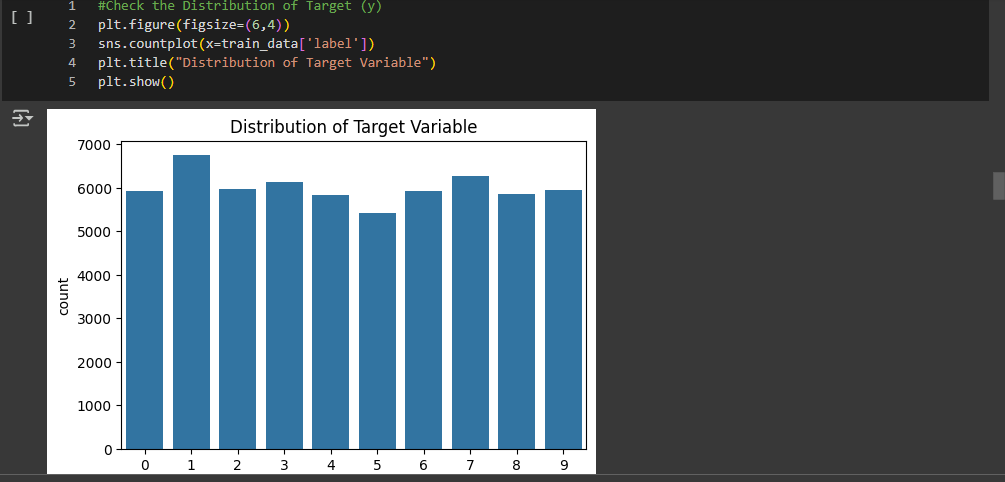 [ ]
1 #Check the Distribution of Target (y)
2 plt.figure(figsize=(6,4))
3 sns.countplot(x=train_data['label'])
4 plt.title("Distribution of Target Variable")
5 plt.show()
Distribution of Target Variable
7000
6000
5000
4000
3000
2000
1000
0
count
0 1 2 3 4 5 6 7 8 9